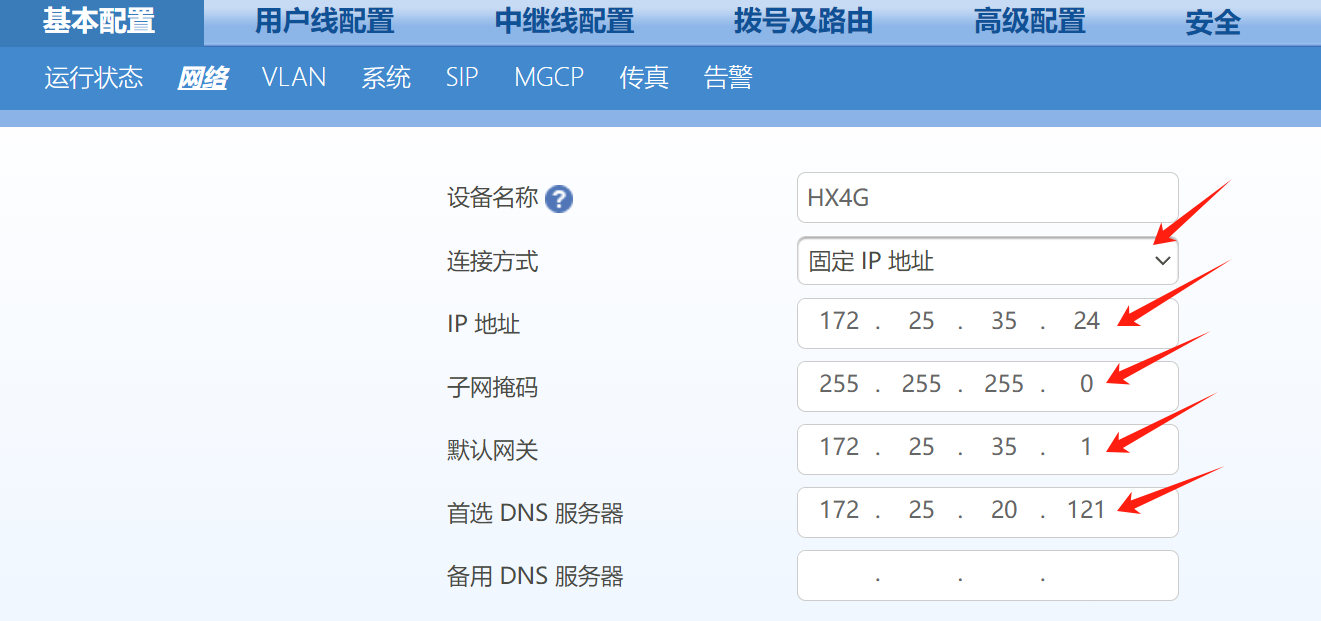 基本配置 用户线配置 中继线配置 拨号及路由 高级配置 安全
运行状态 网络 VLAN 系统 SIP MGCP 传真 告警
设备名称 ? HX4G
连接方式 固定 IP 地址
IP 地址 172 . 25 . 35 . 24
子网掩码 255 . 255 . 255 . 0
默认网关 172 . 25 . 35 . 1
首选 DNS 服务器 172 . 25 . 20 . 121
备用 DNS 服务器 . . .